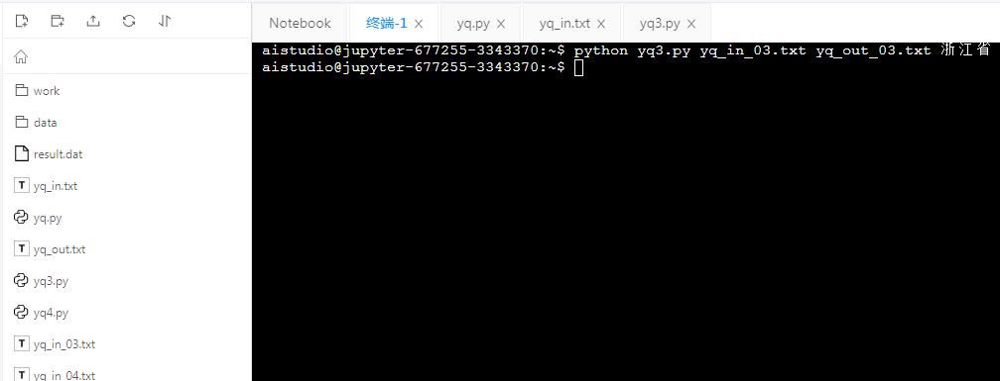 Notebook
终端-1
yq.py
yq_in.txt
yq3.py
aistudio@jupyter-677255-3343370:~$ python yq3.py yq_in_03.txt yq_out_03.txt 浙江省
aistudio@jupyter-677255-3343370:~$
work
data
result.dat
yq_in.txt
yq.py
yq_out.txt
yq3.py
yq4.py
yq_in_03.txt
yq_in_04.txt